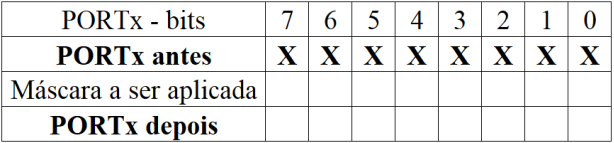 PORTx - bits 7 6 5 4 3 2 1 0
PORTx antes X X X X X X X X
Máscara a ser aplicada
PORTx depois